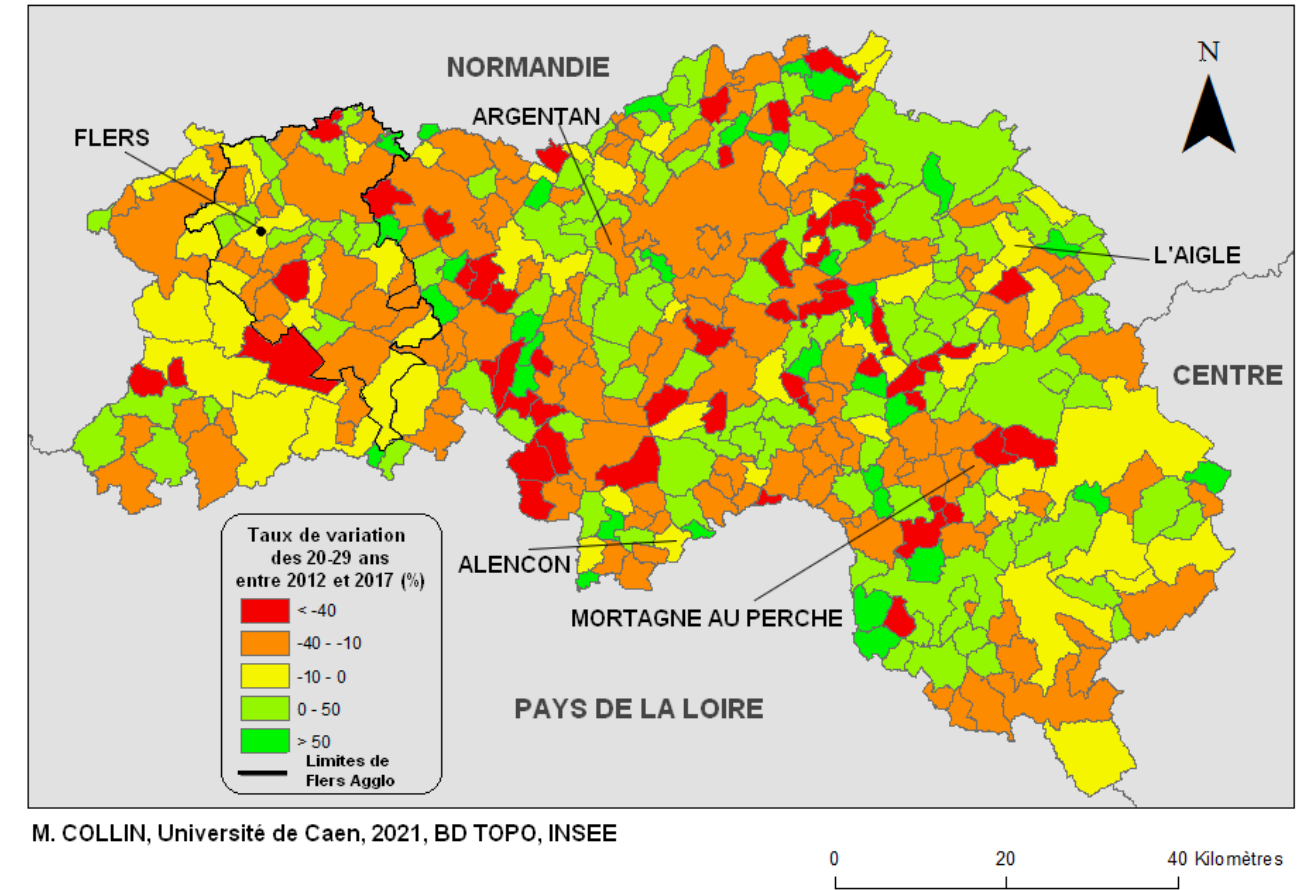 N
NORMANDIE
ARGENTAN
FLERS
L'AIGLE
CENTRE
ALENCON
MORTAGNE AU PERCHE
PAYS DE LA LOIRE
Taux de variation
des 20-29 ans
entre 2012 et 2017 (%)
< -40
-40 - -10
-10 - 0
0 - 50
> 50
Limites de
Flers Agglo
M. COLLIN, Université de Caen, 2021, BD TOPO, INSEE
0 20 40 Kilomètres